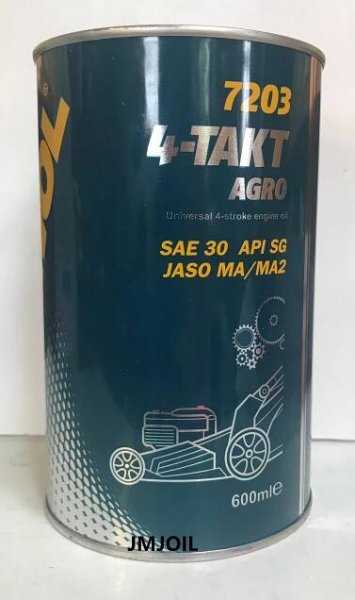 7203
4-TAKT
AGRO
Universal 4-stroke engine oil
SAE 30 API SG
JASO MA/MA2
600ml℮
JMJOIL